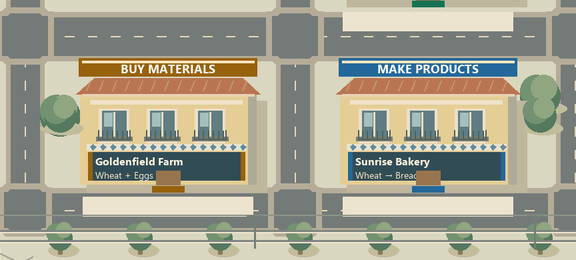 BUY MATERIALS
MAKE PRODUCTS
Goldenfield Farm
Wheat + Eggs
Sunrise Bakery
Wheat → Bread